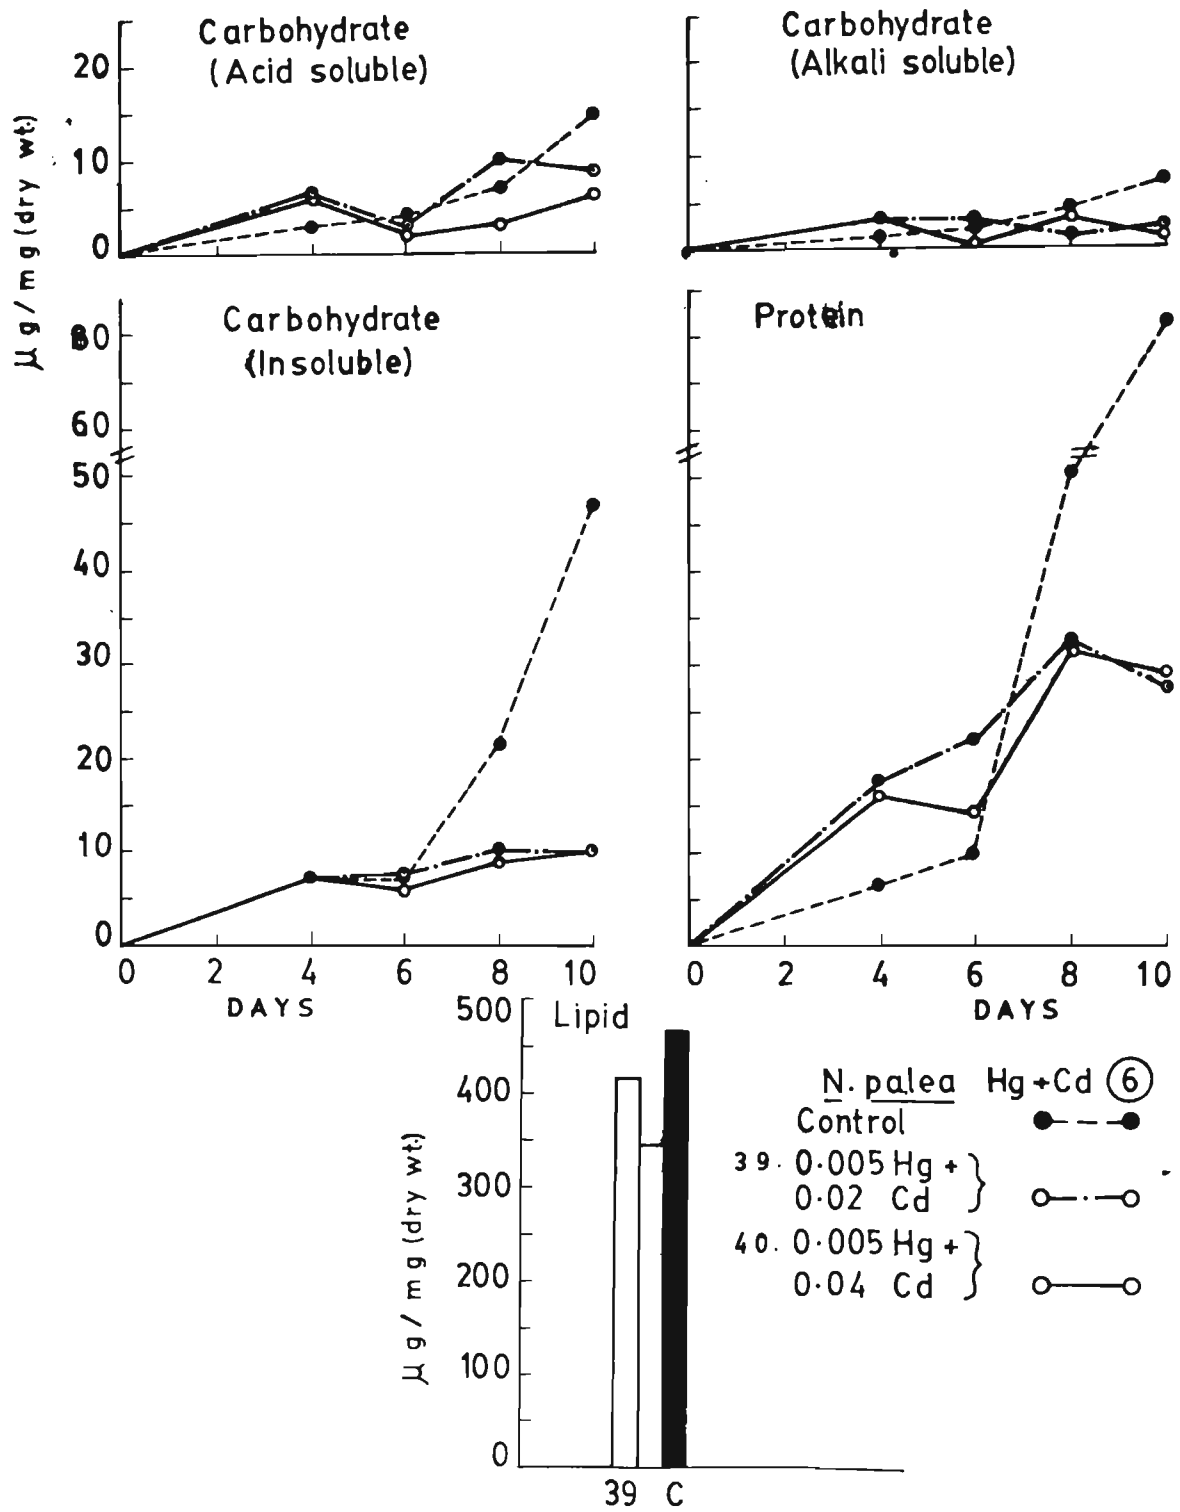 Carbohydrate
(Acid soluble)
20
10
0
µg/mg (dry wt.)
Carbohydrate
(Alkali soluble)
Carbohydrate
(Insoluble)
80
60
50
40
30
20
10
0
0 2 4 6 8 10
DAYS
Protein
0 2 4 6 8 10
DAYS
Lipid
500
400
300
200
100
0
µg/mg (dry wt.)
39 C
N. palea Hg+Cd 6
Control
39. 0.005 Hg +
0.02 Cd
40. 0.005 Hg +
0.04 Cd